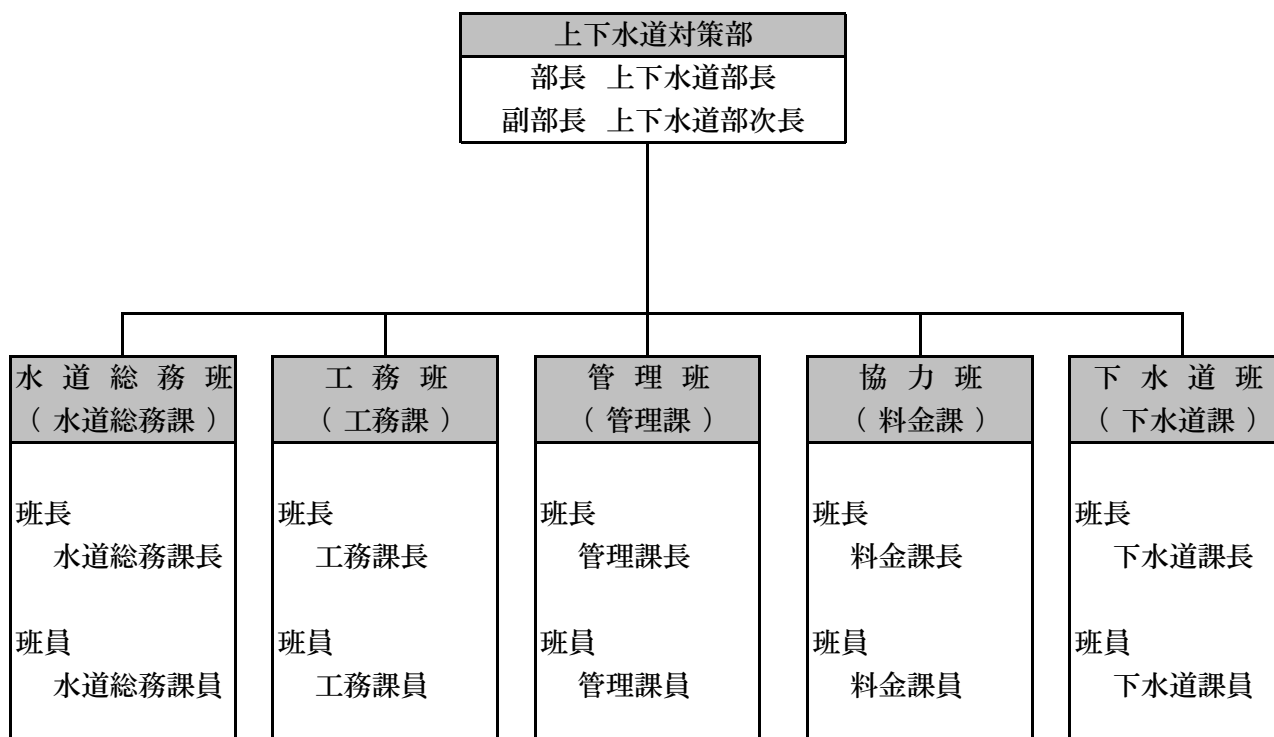 上下水道対策部
部長 上下水道部長
副部長 上下水道部次長
水道総務班
（水道総務課）
班長
水道総務課長
班員
水道総務課員
工務班
（工務課）
班長
工務課長
班員
工務課員
管理班
（管理課）
班長
管理課長
班員
管理課員
協力班
（料金課）
班長
料金課長
班員
料金課員
下水道班
（下水道課）
班長
下水道課長
班員
下水道課員